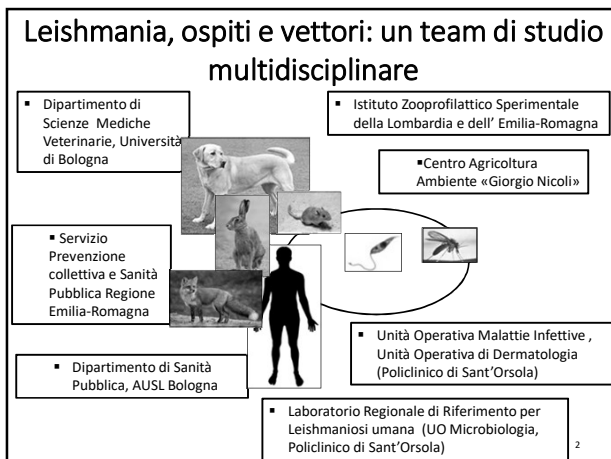 Leishmania, ospiti e vettori: un team di studio
multidisciplinare
▪ Dipartimento di
Scienze Mediche
Veterinarie, Università
di Bologna
▪ Istituto Zooprofilattico Sperimentale
della Lombardia e dell’ Emilia-Romagna
▪Centro Agricoltura
Ambiente «Giorgio Nicoli»
▪ Servizio
Prevenzione
collettiva e Sanità
Pubblica Regione
Emilia-Romagna
▪ Unità Operativa Malattie Infettive ,
Unità Operativa di Dermatologia
(Policlinico di Sant’Orsola)
▪ Dipartimento di Sanità
Pubblica, AUSL Bologna
▪ Laboratorio Regionale di Riferimento per
Leishmaniosi umana (UO Microbiologia,
Policlinico di Sant’Orsola)
2